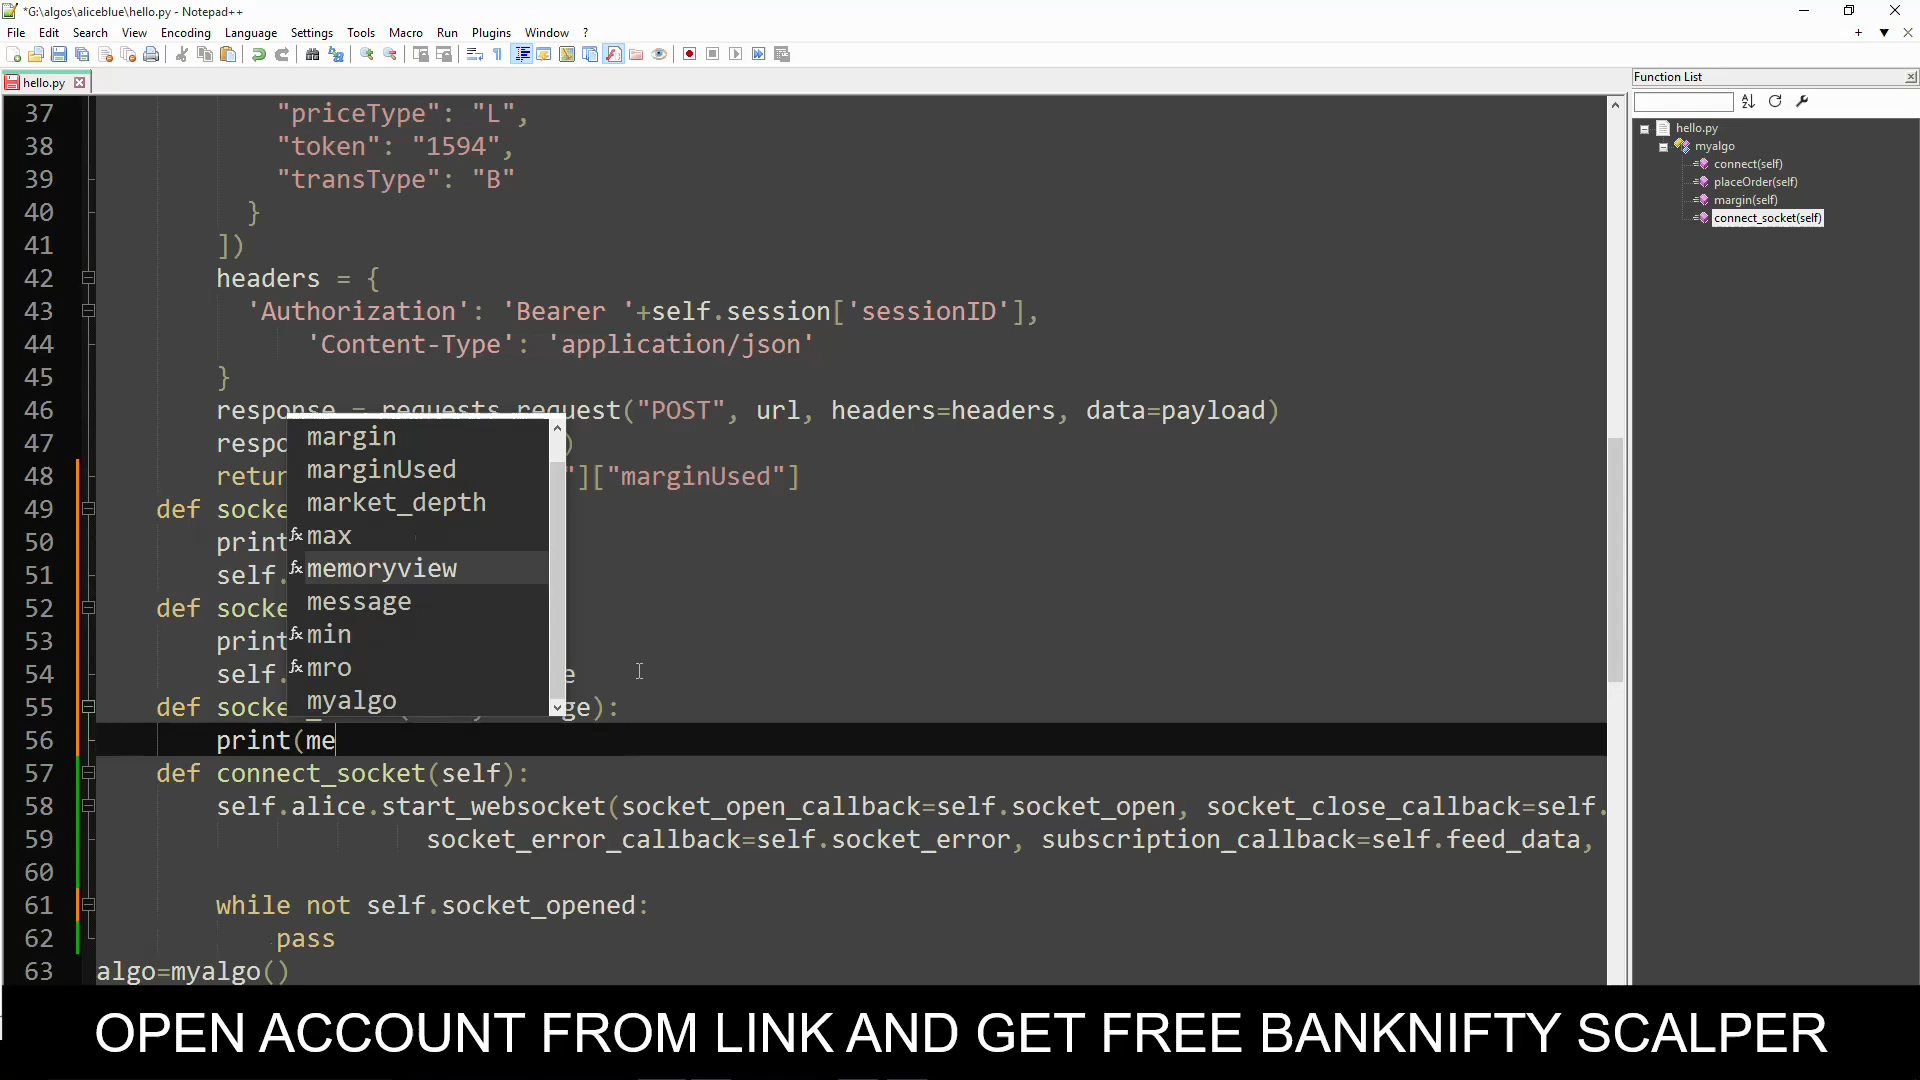 *G:\algos\aliceblue\hello.py - Notepad++
File Edit Search View Encoding Language Settings Tools Macro Run Plugins Window ?
hello.py
Function List
hello.py
myalgo
connect(self)
placeOrder(self)
margin(self)
connect_socket(self)
37 "priceType": "L",
38 "token": "1594",
39 "transType": "B"
40 }
41 ])
42 headers = {
43 'Authorization': 'Bearer '+self.session['sessionID'],
44 'Content-Type': 'application/json'
45 }
46 response = requests.request("POST", url, headers=headers, data=payload)
47 respo )
48 retur "]["marginUsed"]
49 def socke
50 print
51 self.
52 def socke
53 print
54 self. e
55 def socke ge):
56 print(me
57 def connect_socket(self):
58 self.alice.start_websocket(socket_open_callback=self.socket_open, socket_close_callback=self.
59 socket_error_callback=self.socket_error, subscription_callback=self.feed_data,
60
61 while not self.socket_opened:
62 pass
63 algo=myalgo()
margin
marginUsed
market_depth
max
memoryview
message
min
mro
myalgo
OPEN ACCOUNT FROM LINK AND GET FREE BANKNIFTY SCALPER